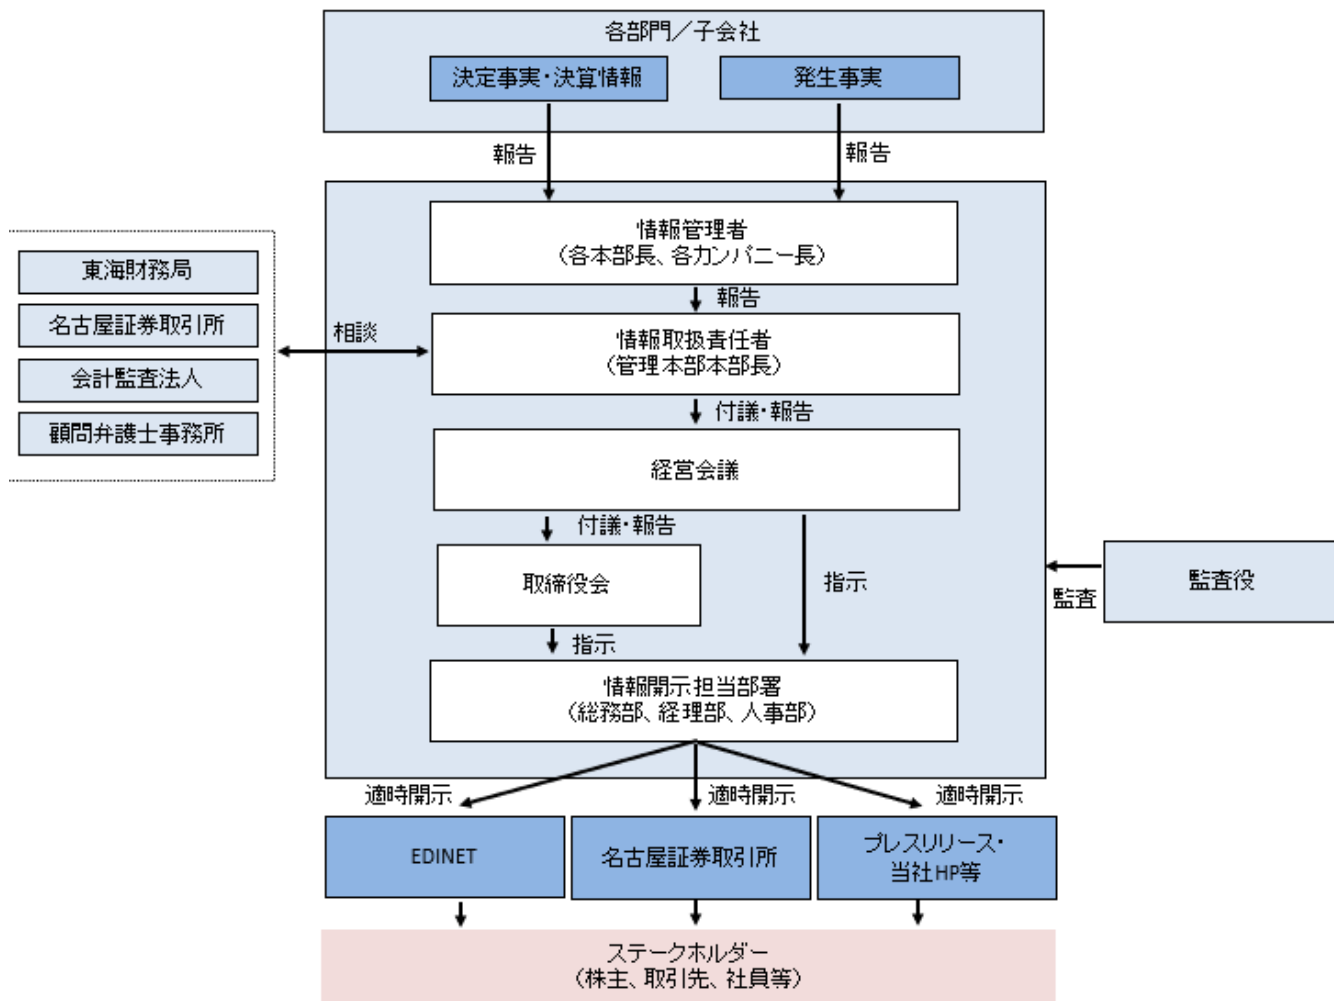 各部門／子会社
決定事実・決算情報
発生事実
報告
報告
情報管理者
（各本部長、各カンパニー長）
報告
東海財務局
名古屋証券取引所
会計監査法人
顧問弁護士事務所
相談
情報取扱責任者
（管理本部本部長）
付議・報告
経営会議
付議・報告
取締役会
指示
指示
監査役
監査
情報開示担当部署
（総務部、経理部、人事部）
適時開示
適時開示
適時開示
EDINET
名古屋証券取引所
プレスリリース・
当社HP等
ステークホルダー
（株主、取引先、社員等）